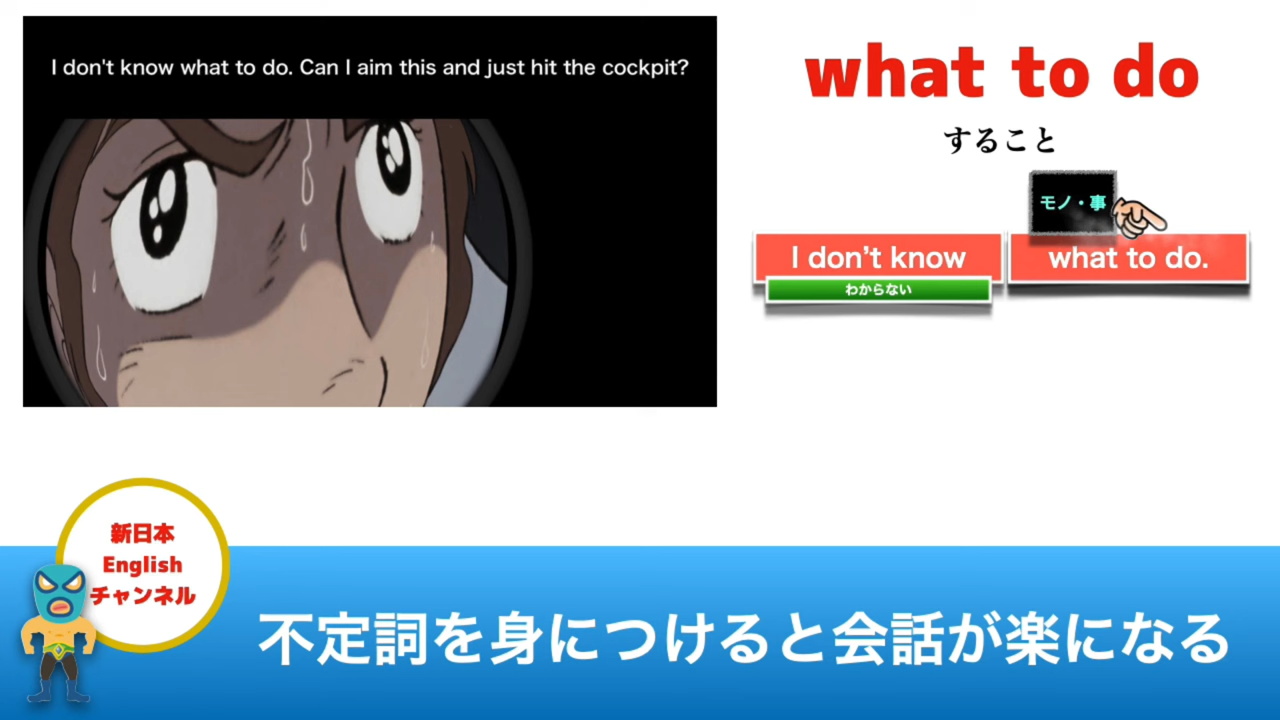 I don't know what to do. Can I aim this and just hit the cockpit?
what to do
すること
モノ・事
I don't know
what to do.
わからない
新日本
English
チャンネル
不定詞を身につけると会話が楽になる